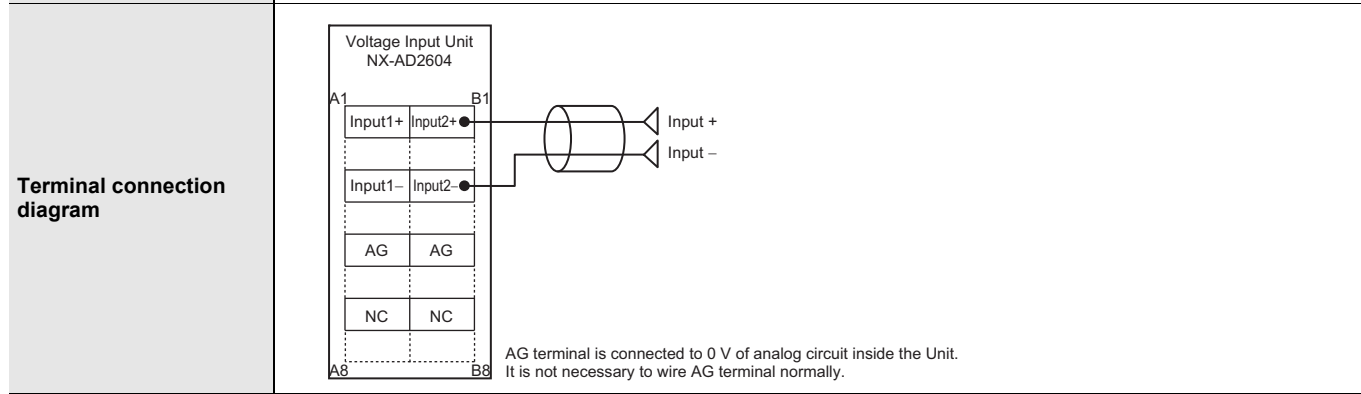 Terminal connection
diagram
Voltage Input Unit
NX-AD2604
A1 B1
Input1+ Input2+
Input +
Input –
Input1– Input2–
AG AG
NC NC
A8 B8
AG terminal is connected to 0 V of analog circuit inside the Unit.
It is not necessary to wire AG terminal normally.